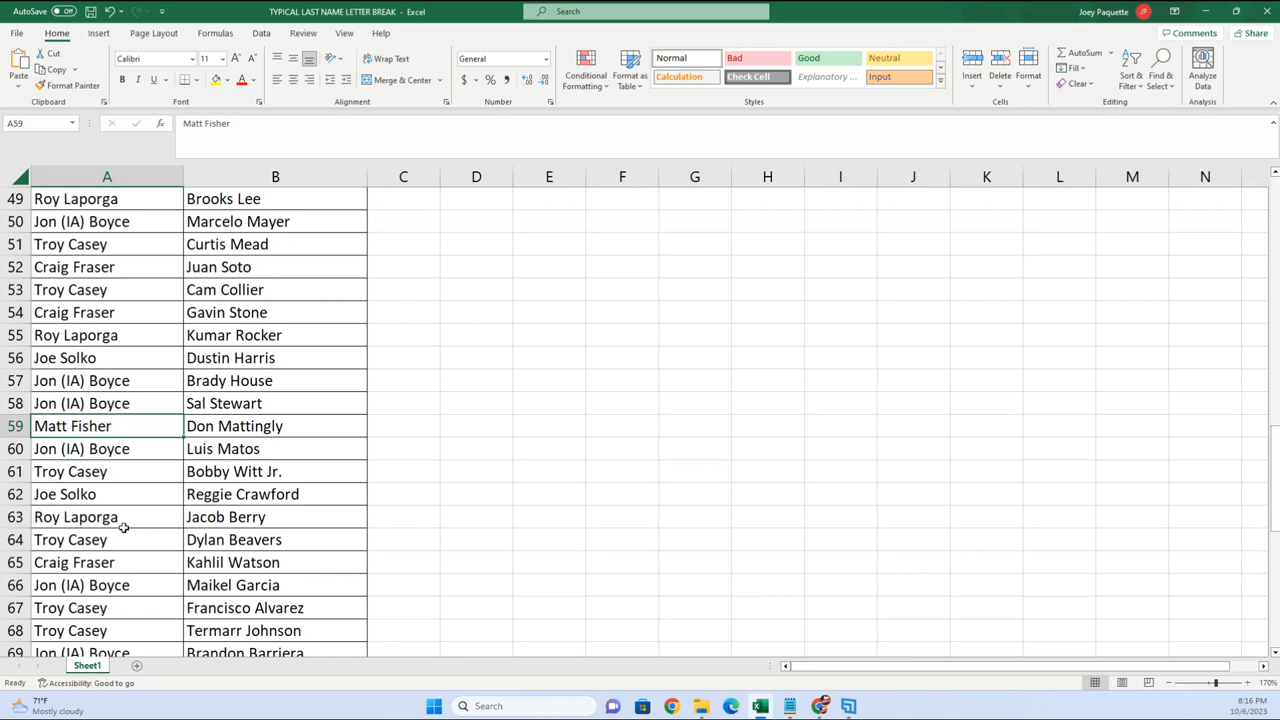 AutoSave Off TYPICAL LAST NAME LETTER BREAK - Excel Search Joey Paquette JP
File Home Insert Page Layout Formulas Data Review View Help Comments Share
Paste Cut Copy Format Painter Clipboard
Calibri 11 B I U A A Font
Wrap Text Merge & Center Alignment
General $ % , Number
Conditional Formatting Format as Table
Normal Bad Good Neutral
Calculation Check Cell Explanatory ... Input
Styles
Insert Delete Format Cells
AutoSum Fill Clear Sort & Filter Find & Select Editing
Analyze Data Analysis
A59 fx Matt Fisher
A B C D E F G H I J K L M N
49 Roy Laporga Brooks Lee
50 Jon (IA) Boyce Marcelo Mayer
51 Troy Casey Curtis Mead
52 Craig Fraser Juan Soto
53 Troy Casey Cam Collier
54 Craig Fraser Gavin Stone
55 Roy Laporga Kumar Rocker
56 Joe Solko Dustin Harris
57 Jon (IA) Boyce Brady House
58 Jon (IA) Boyce Sal Stewart
59 Matt Fisher Don Mattingly
60 Jon (IA) Boyce Luis Matos
61 Troy Casey Bobby Witt Jr.
62 Joe Solko Reggie Crawford
63 Roy Laporga Jacob Berry
64 Troy Casey Dylan Beavers
65 Craig Fraser Kahlil Watson
66 Jon (IA) Boyce Maikel Garcia
67 Troy Casey Francisco Alvarez
68 Troy Casey Termarr Johnson
69 Jon (IA) Boyce Brandon Barriera
Sheet1
Ready Accessibility: Good to go 170%
71°F
Mostly cloudy
Search
8:16 PM
10/6/2023